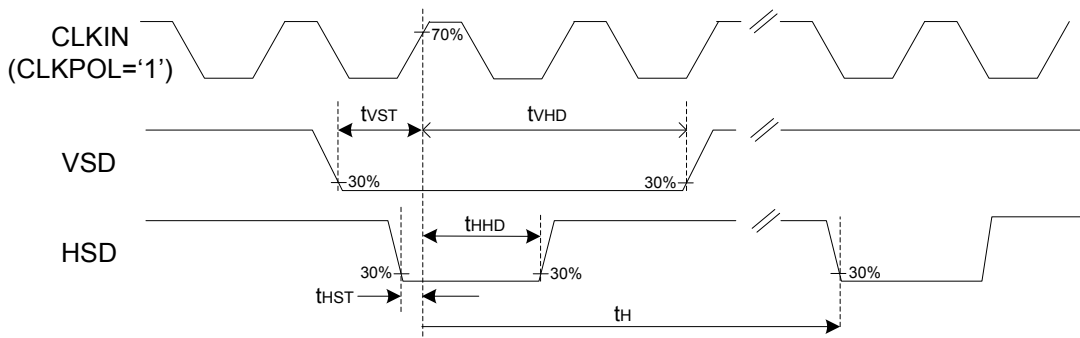 CLKIN
(CLKPOL=‘1’)
70%
tVST
tVHD
VSD
30%
30%
tHHD
HSD
30%
30%
30%
tHST
tH